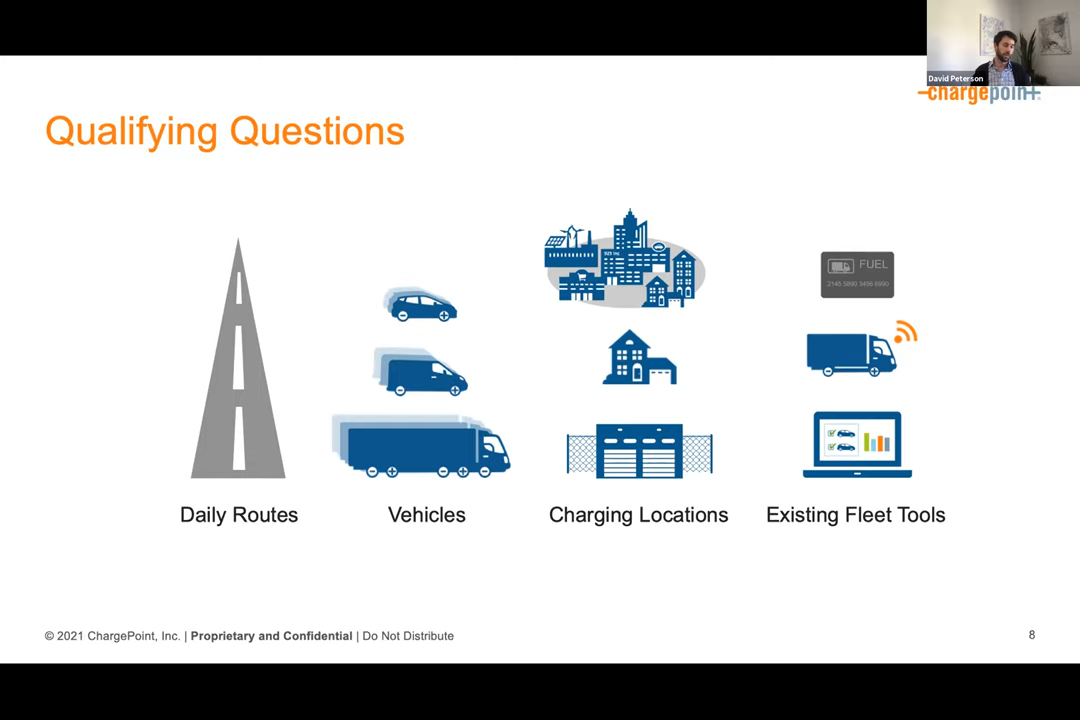 David Peterson
chargepoint
Qualifying Questions
FUEL
Daily Routes
Vehicles
Charging Locations
Existing Fleet Tools
© 2021 ChargePoint, Inc. | Proprietary and Confidential | Do Not Distribute
8